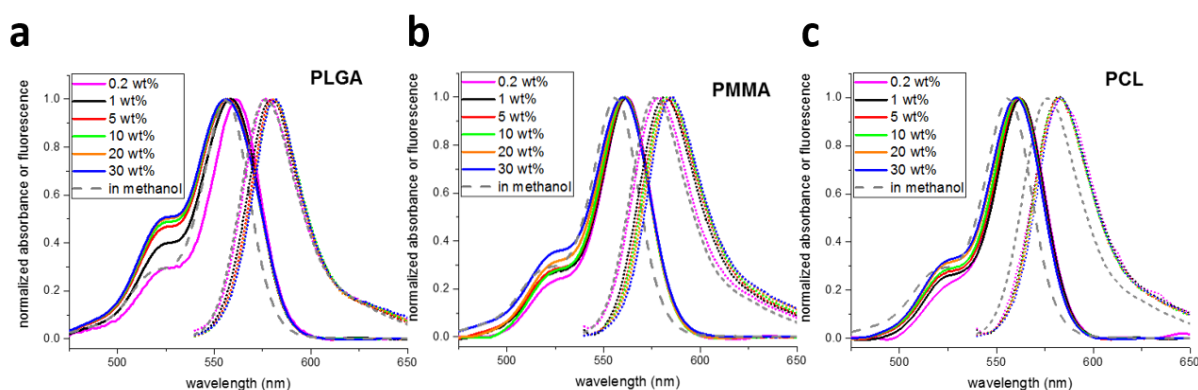 a
PLGA
0.2 wt%
1 wt%
5 wt%
10 wt%
20 wt%
30 wt%
in methanol
normalized absorbance or fluorescence
1.0
0.8
0.6
0.4
0.2
0.0
500
550
600
650
wavelength (nm)
b
PMMA
0.2 wt%
1 wt%
5 wt%
10 wt%
20 wt%
30 wt%
in methanol
normalized absorbance or fluorescence
1.0
0.8
0.6
0.4
0.2
0.0
500
550
600
650
wavelength (nm)
c
PCL
0.2 wt%
1 wt%
5 wt%
10 wt%
20 wt%
30 wt%
in methanol
normalized absorbance or fluorescence
1.0
0.8
0.6
0.4
0.2
0.0
500
550
600
650
wavelength (nm)